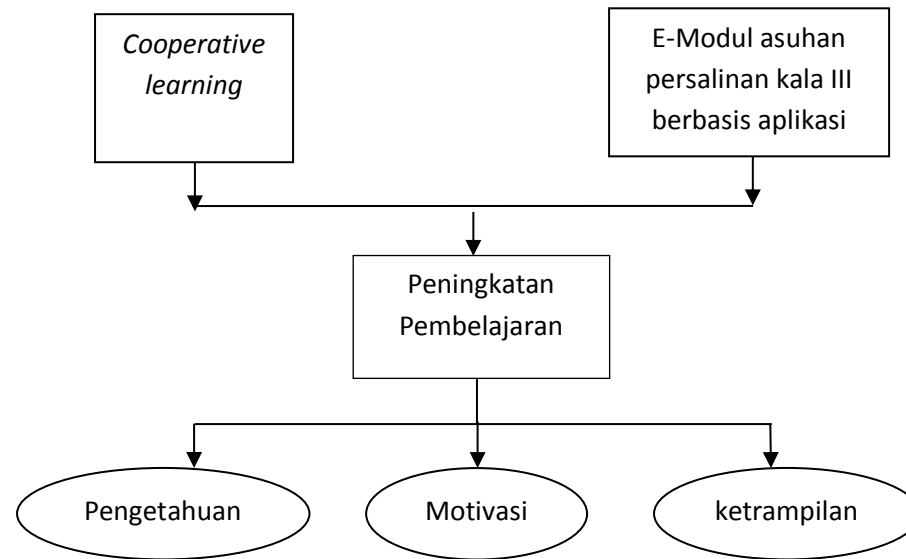 Cooperative
learning
E-Modul asuhan
persalinan kala III
berbasis aplikasi
Peningkatan
Pembelajaran
Pengetahuan
Motivasi
ketrampilan